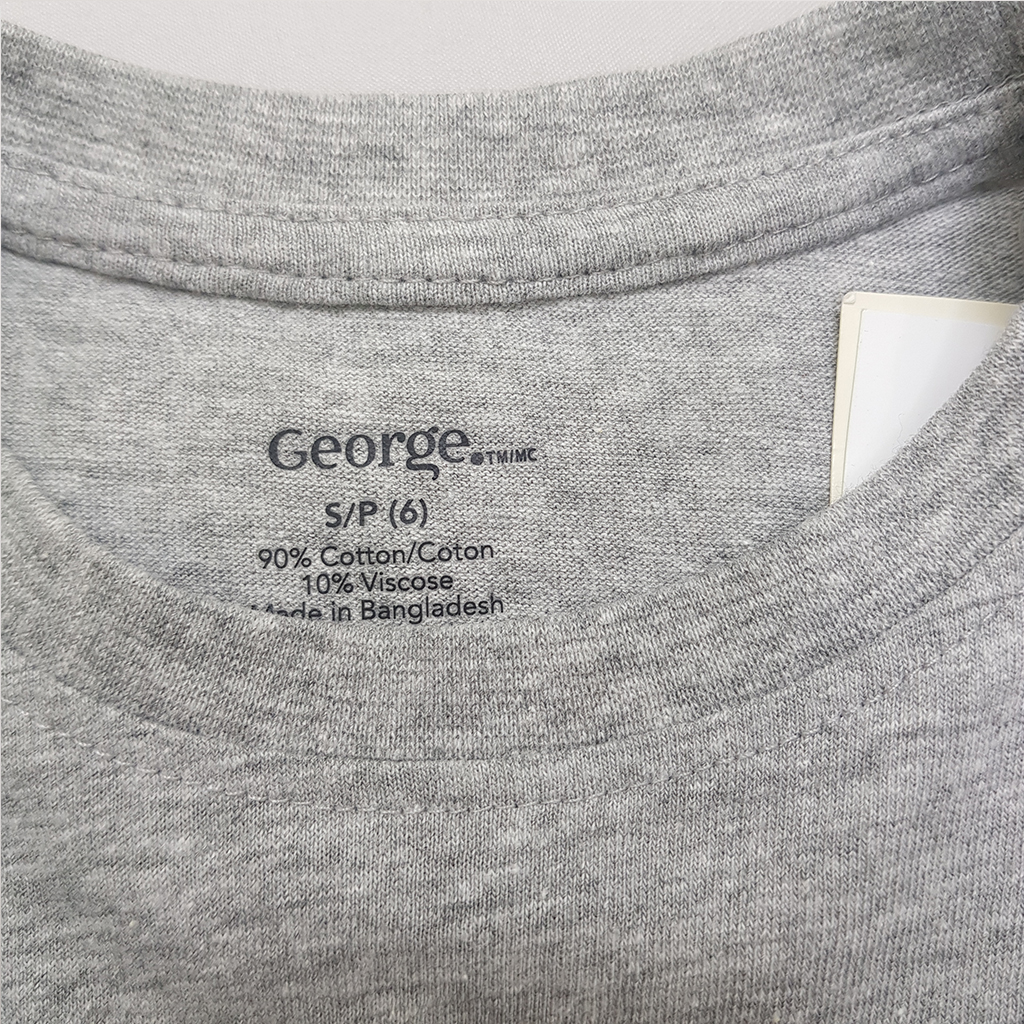 George.TM/MC
S/P (6)
90% Cotton/Coton
10% Viscose
Made in Bangladesh